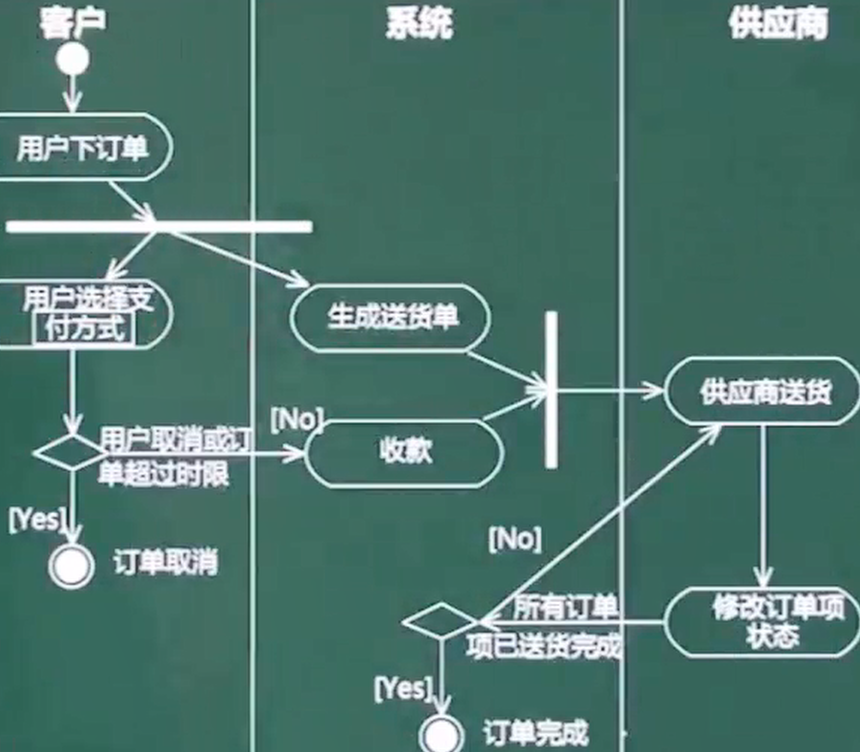 客户
系统
供应商
用户下订单
用户选择支
付方式
生成送货单
供应商送货
[No]
用户取消或订
单超过时限
收款
[Yes]
订单取消
[No]
所有订单
项已送货完成
修改订单项
状态
[Yes]
订单完成